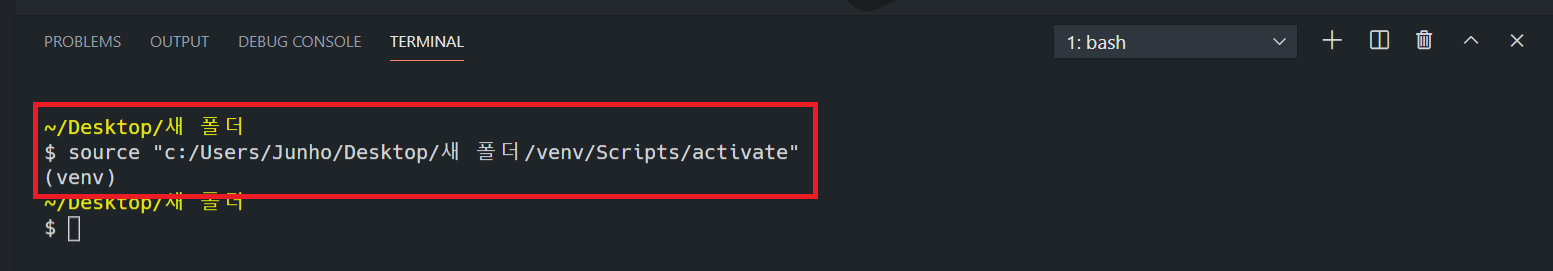 PROBLEMS OUTPUT DEBUG CONSOLE TERMINAL 1: bash
~/Desktop/새 폴더
$ source "c:/Users/Junho/Desktop/새 폴더/venv/Scripts/activate"
(venv)
~/Desktop/새 폴더
$